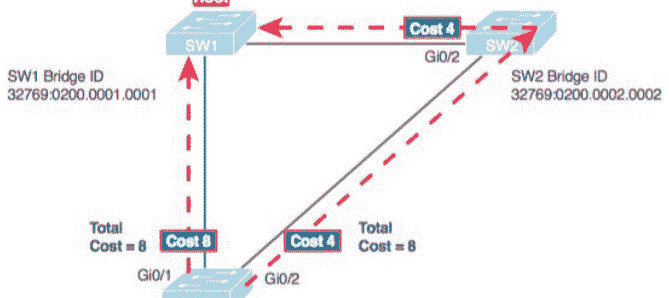 Root
Cost 4
SW1
SW2
Gi0/2
SW1 Bridge ID
32769:0200.0001.0001
SW2 Bridge ID
32769:0200.0002.0002
Total
Cost = 8
Cost 8
Cost 4
Total
Cost = 8
Gi0/1
Gi0/2